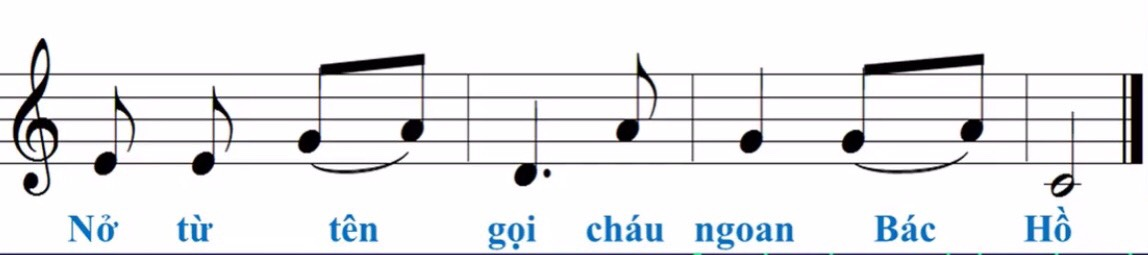 Nở từ tên gọi cháu ngoan Bác Hồ